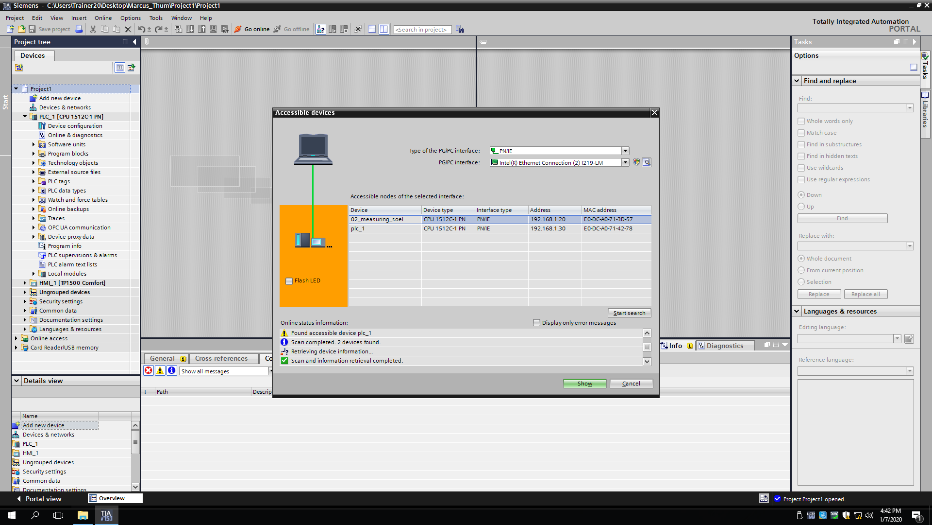 Siemens - C:\Users\Trainer20\Desktop\Marcus_Thum\Project1\Project1
Project Edit View Insert Online Options Tools Window Help
Totally Integrated Automation
PORTAL
Save project
Go online
Go offline
<Search in project>
Project tree
Devices
Start
Project1
Add new device
Devices & networks
PLC_1 [CPU 1512C-1 PN]
Device configuration
Online & diagnostics
Software units
Program blocks
Technology objects
External source files
PLC tags
PLC data types
Watch and force tables
Online backups
Traces
OPC UA communication
Device proxy data
Program info
PLC supervisions & alarms
PLC alarm text lists
Local modules
HMI_1 [TP1500 Comfort]
Ungrouped devices
Security settings
Common data
Documentation settings
Languages & resources
Online access
Card Reader/USB memory
Details view
Name
Add new device
Devices & networks
PLC_1
HMI_1
Ungrouped devices
Security settings
Common data
Documentation settings
Accessible devices
Type of the PG/PC interface:
PN/IE
PG/PC interface:
Intel(R) Ethernet Connection (2) I219-LM
Accessible nodes of the selected interface:
Device Device type Interface type Address MAC address
02_measuring_soel CPU 1512C-1 PN PN/IE 192.168.1.20
plc_1 CPU 1512C-1 PN PN/IE 192.168.1.30 E0-DC-A0-71-42-78
Flash LED
Start search
Online status information:
Display only error messages
Found accessible device plc_1
Scan completed. 2 devices found.
Retrieving device information...
Scan and information retrieval completed.
Show
Cancel
General
Cross references
Co
Info
Diagnostics
Show all messages
!
Path
Descrip
Tasks
Options
Find and replace
Find:
Whole words only
Match case
Find in substructures
Find in hidden texts
Use wildcards
Use regular expressions
Down
Up
Find
Replace with:
Whole document
From current position
Selection
Replace
Replace all
Languages & resources
Editing language:
Reference language:
Tasks
Libraries
Portal view
Overview
Project Project1 opened.
4:42 PM
1/7/2020